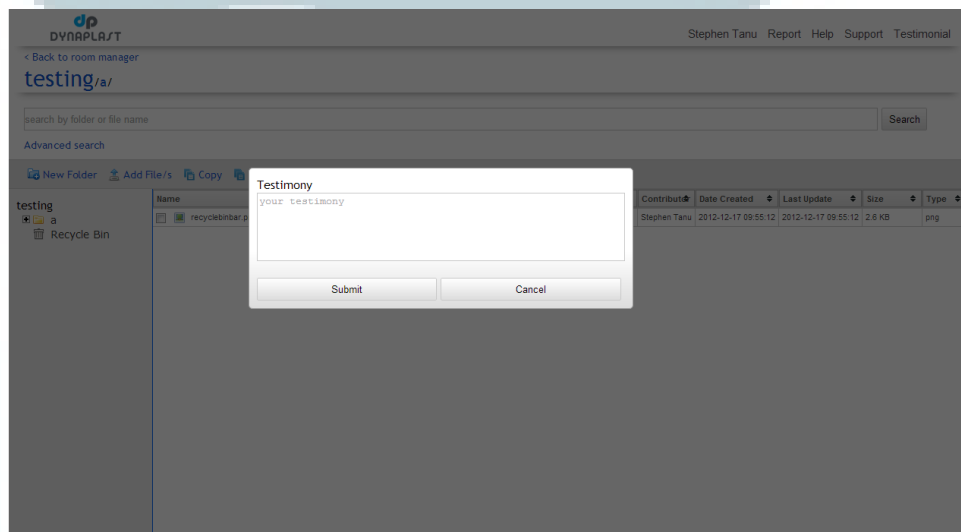 dp
DYNAPLAST
Stephen Tanu Report Help Support Testimonial
< Back to room manager
testing/a/
search by folder or file name
Search
Advanced search
New Folder Add File/s Copy
Testimony
your testimony
Submit Cancel
testing
a
Recycle Bin
Name Contributor Date Created Last Update Size Type
recyclebinbar.p Stephen Tanu 2012-12-17 09:55:12 2012-12-17 09:55:12 2.6 KB png